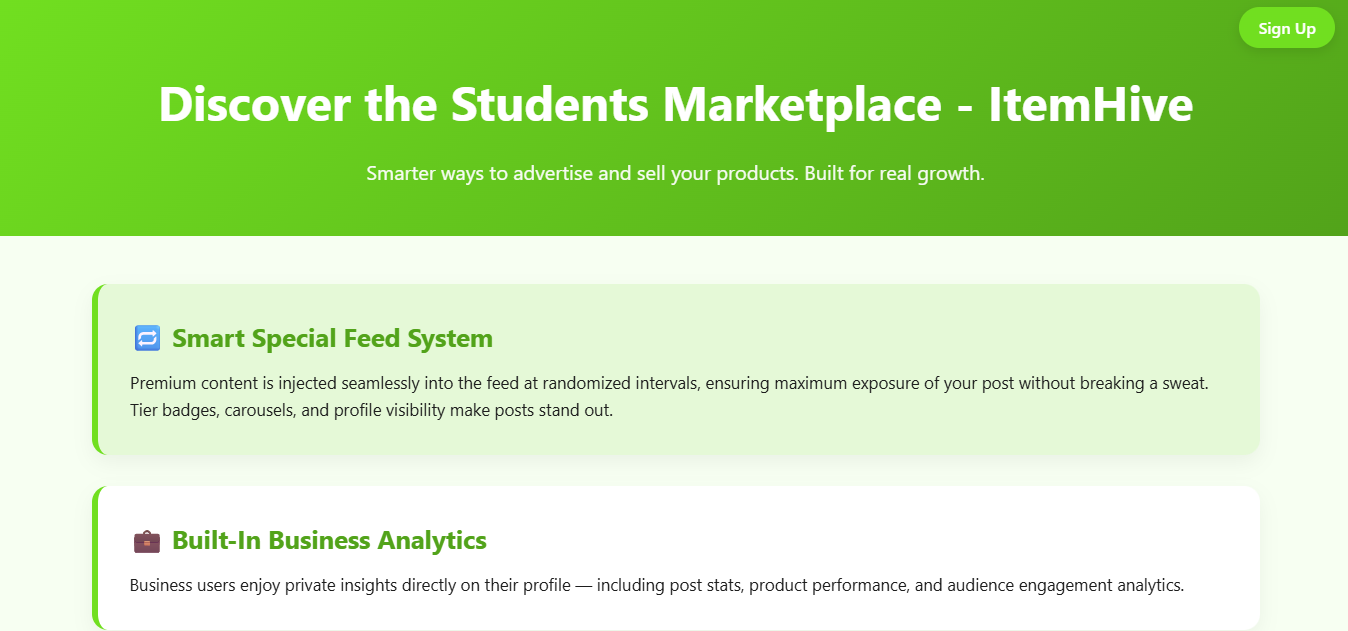 Sign Up
Discover the Students Marketplace - ItemHive
Smarter ways to advertise and sell your products. Built for real growth.
Smart Special Feed System
Premium content is injected seamlessly into the feed at randomized intervals, ensuring maximum exposure of your post without breaking a sweat.
Tier badges, carousels, and profile visibility make posts stand out.
Built-In Business Analytics
Business users enjoy private insights directly on their profile — including post stats, product performance, and audience engagement analytics.